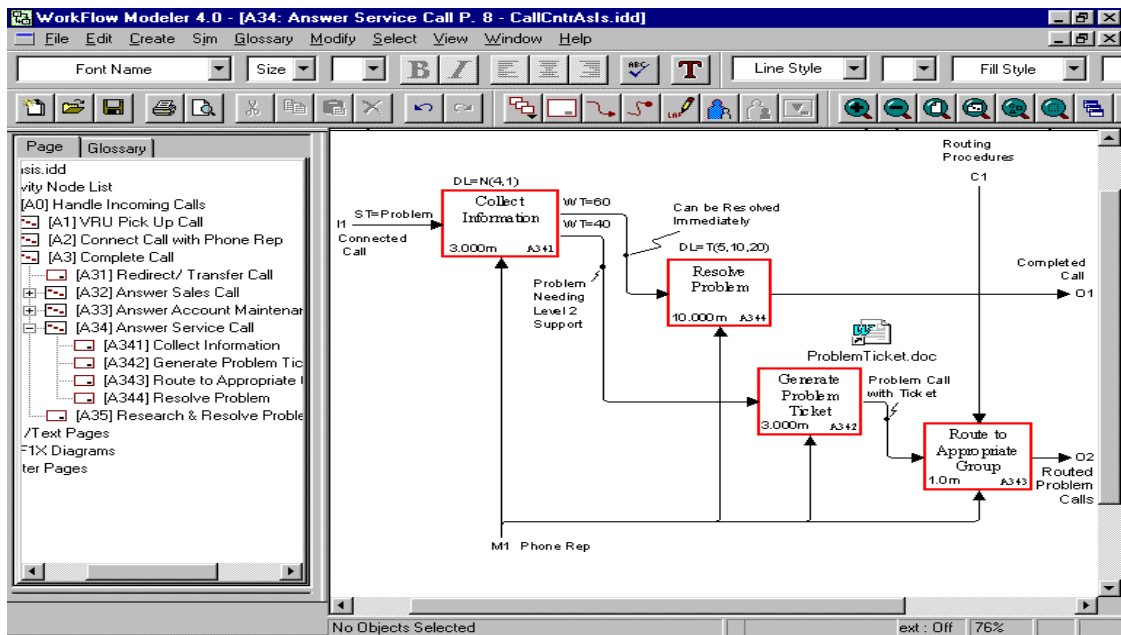 WorkFlow Modeler 4.0 - [A34: Answer Service Call P. 8 - CallCntrAsIs.idd]
File Edit Create Sim Glossary Modify Select View Window Help
Font Name Size B I ABC T Line Style Fill Style
LAB
Page Glossary
sis.idd
vity Node List
[A0] Handle Incoming Calls
[A1] VRU Pick Up Call
[A2] Connect Call with Phone Rep
[A3] Complete Call
[A31] Redirect/ Transfer Call
[A32] Answer Sales Call
[A33] Answer Account Maintenar
[A34] Answer Service Call
[A341] Collect Information
[A342] Generate Problem Tic
[A343] Route to Appropriate
[A344] Resolve Problem
[A35] Research & Resolve Proble
/Text Pages
F1X Diagrams
ter Pages
Routing
Procedures
C1
DL=N(4,1)
Collect
Information
3.000m A341
I1
ST=Problem
Connected
Call
WT=60
WT=40
Can be Resolved
Immediately
DL=T(5,10,20)
Resolve
Problem
10.000m A344
Completed
Call
O1
Problem
Needing
Level 2
Support
W
ProblemTicket.doc
Generate
Problem
Ticket
3.000m A342
Problem Call
with Ticket
Route to
Appropriate
Group
1.0m A343
O2
Routed
Problem
Calls
M1 Phone Rep
No Objects Selected ext : Off 76%